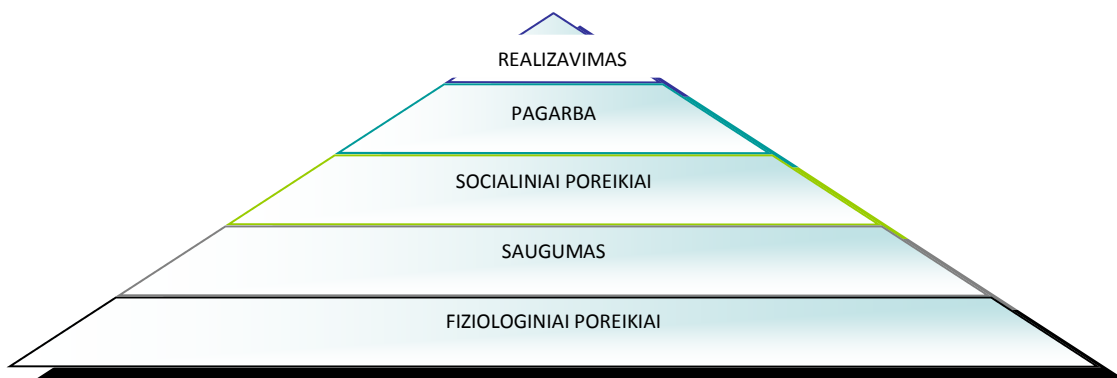 REALIZAVIMAS
PAGARBA
SOCIALINIAI POREIKIAI
SAUGUMAS
FIZIOLOGINIAI POREIKIAI